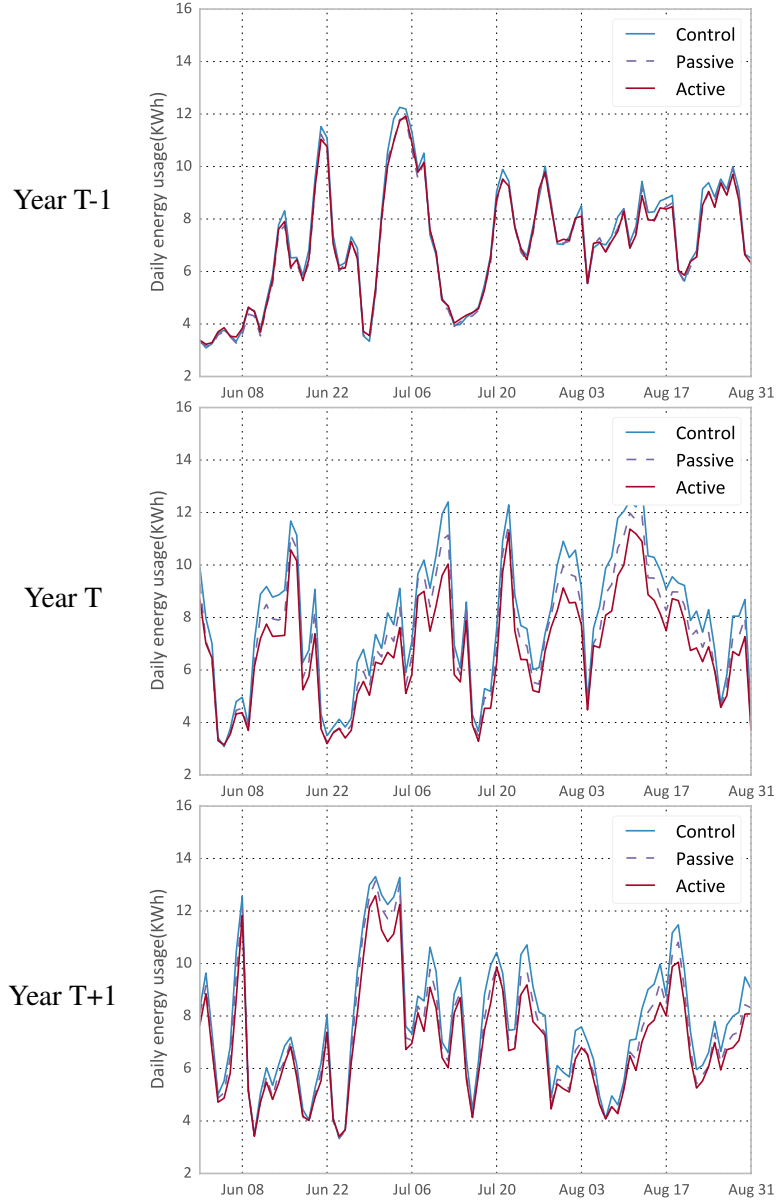 Year T-1
Daily energy usage(KWh)
16
14
12
10
8
6
4
2
Control
Passive
Active
Jun 08 Jun 22 Jul 06 Jul 20 Aug 03 Aug 17 Aug 31
Year T
Daily energy usage(KWh)
16
14
12
10
8
6
4
2
Control
Passive
Active
Jun 08 Jun 22 Jul 06 Jul 20 Aug 03 Aug 17 Aug 31
Year T+1
Daily energy usage(KWh)
16
14
12
10
8
6
4
2
Control
Passive
Active
Jun 08 Jun 22 Jul 06 Jul 20 Aug 03 Aug 17 Aug 31